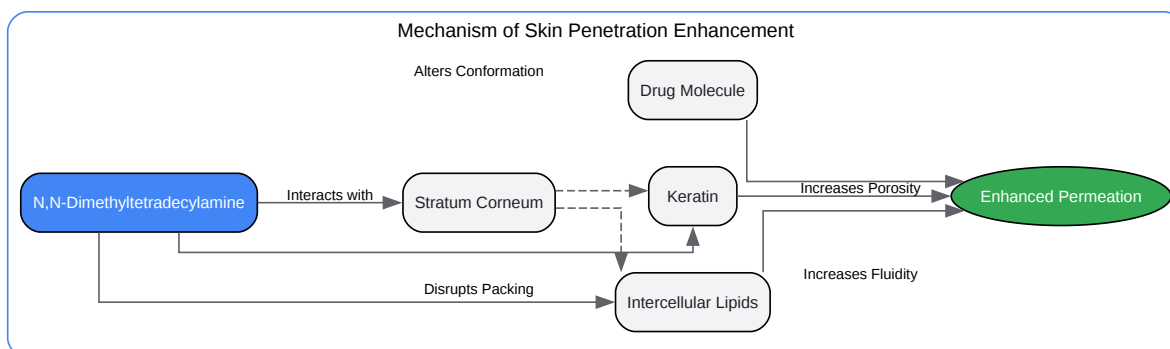 Mechanism of Skin Penetration Enhancement
Alters Conformation
Drug Molecule
N,N-Dimethyltetradecylamine
Interacts with
Stratum Corneum
Keratin
Increases Porosity
Enhanced Permeation
Disrupts Packing
Intercellular Lipids
Increases Fluidity